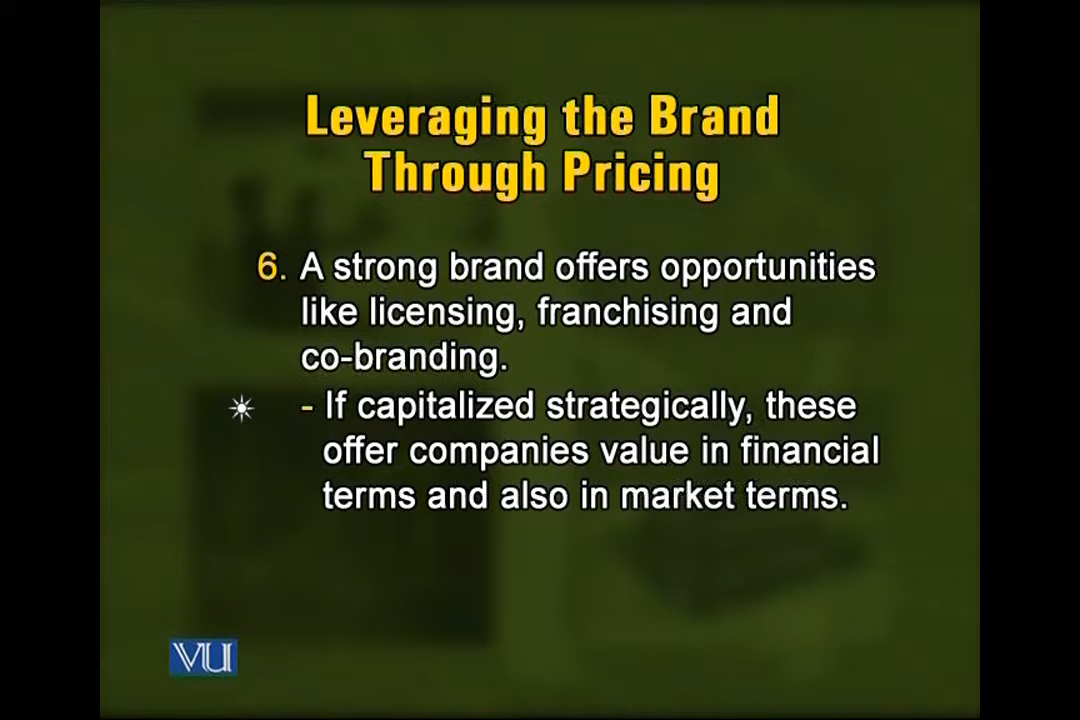 Leveraging the Brand
Through Pricing
6. A strong brand offers opportunities
like licensing, franchising and
co-branding.
- If capitalized strategically, these
offer companies value in financial
terms and also in market terms.
VU